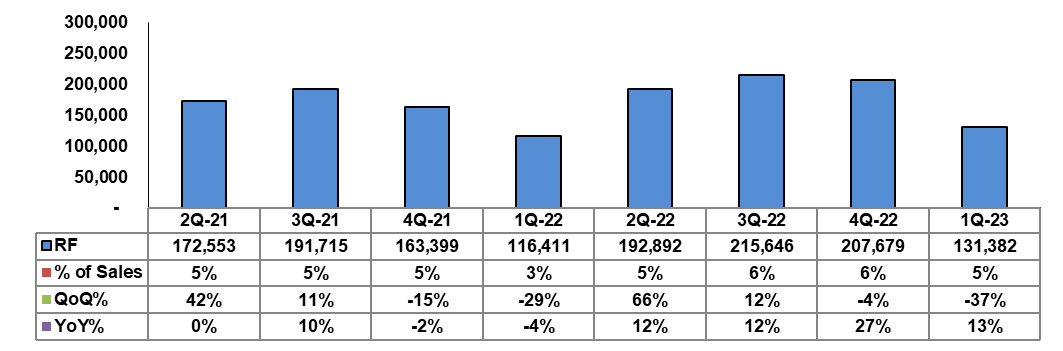 300,000
250,000
200,000
150,000
100,000
50,000
-
2Q-21 3Q-21 4Q-21 1Q-22 2Q-22 3Q-22 4Q-22 1Q-23
RF 172,553 191,715 163,399 116,411 192,892 215,646 207,679 131,382
% of Sales 5% 5% 5% 3% 5% 6% 6% 5%
QoQ% 42% 11% -15% -29% 66% 12% -4% -37%
YoY% 0% 10% -2% -4% 12% 12% 27% 13%